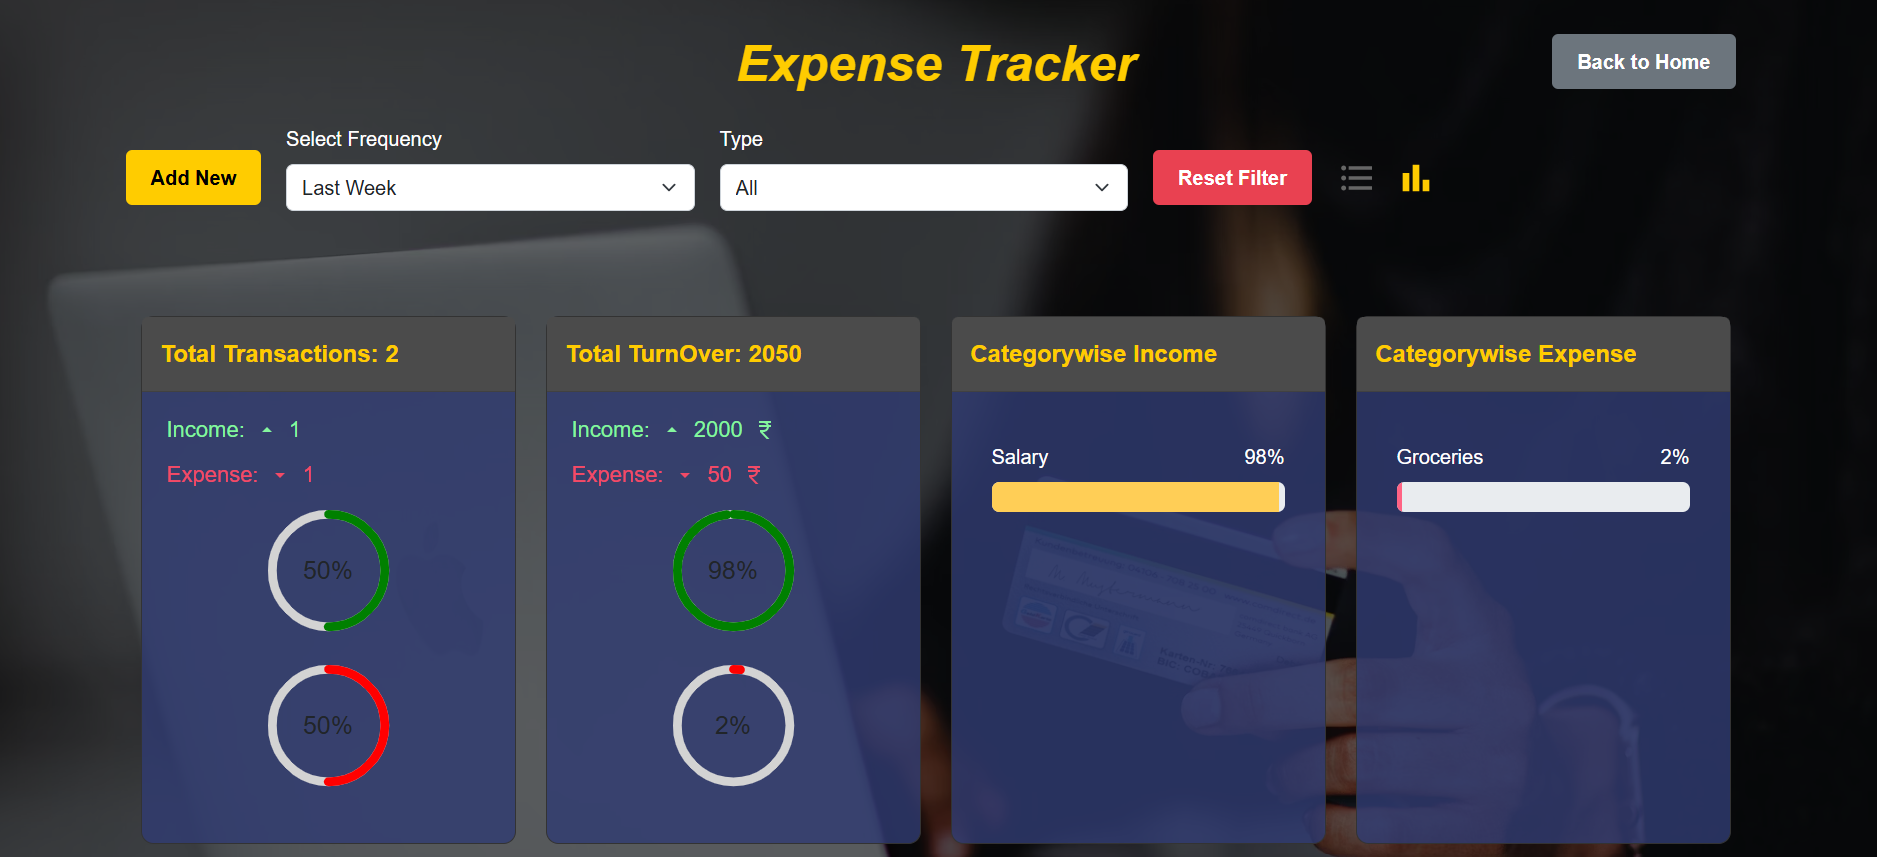 Expense Tracker
Back to Home
Select Frequency
Type
Add New
Last Week
All
Reset Filter
Total Transactions: 2
Income: 1
Expense: 1
50%
50%
Total TurnOver: 2050
Income: 2000 ₹
Expense: 50 ₹
98%
2%
Categorywise Income
Salary 98%
Categorywise Expense
Groceries 2%